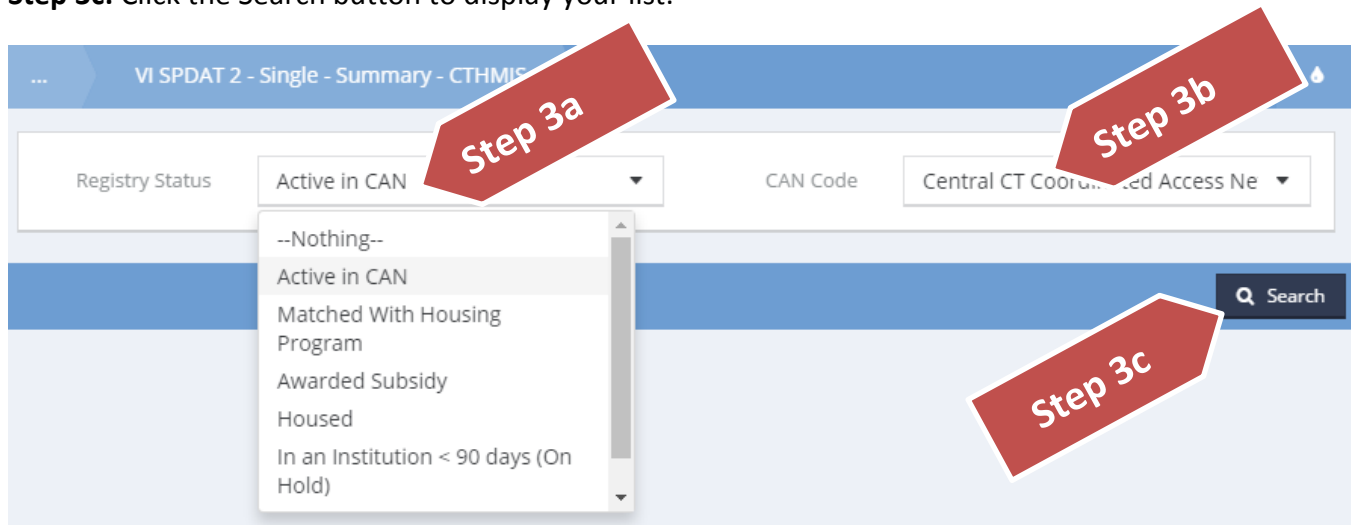 Step 3c. Click the Search button to display your list.
... VI SPDAT 2 - Single - Summary - CTHMIS
Step 3a
Step 3b
Registry Status Active in CAN CAN Code Central CT Access Ne
--Nothing--
Active in CAN
Matched With Housing
Program
Awarded Subsidy
Housed
In an Institution < 90 days (On
Hold)
Search
Step 3c